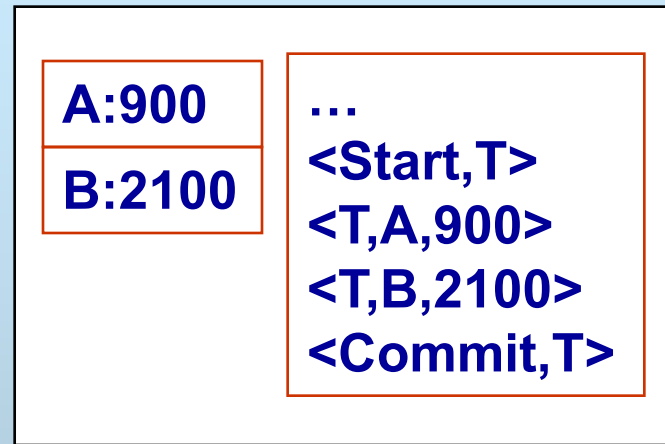 A:900
B:2100
...
<Start,T>
<T,A,900>
<T,B,2100>
<Commit,T>